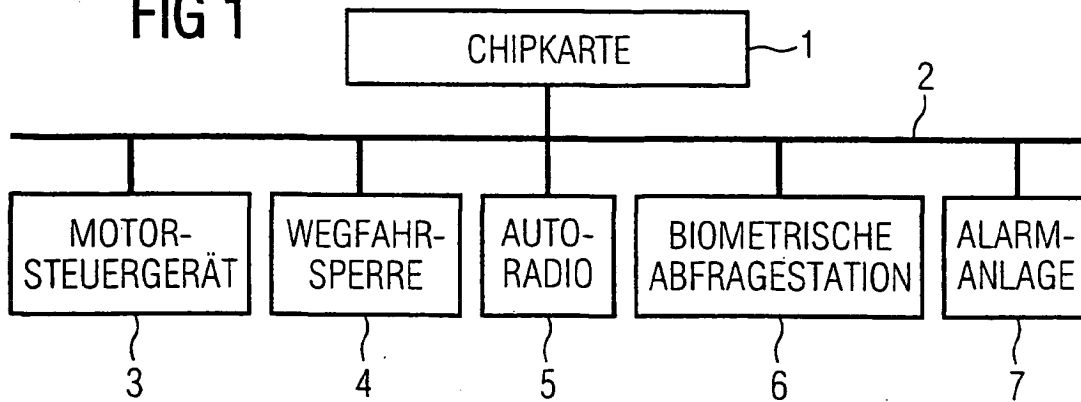 FIG 1
CHIPKARTE
1
2
MOTOR-
STEUERGERÄT
WEGFAHR-
SPERRE
AUTO-
RADIO
BIOMETRISCHE
ABFRAGESTATION
ALARM-
ANLAGE
3
4
5
6
7